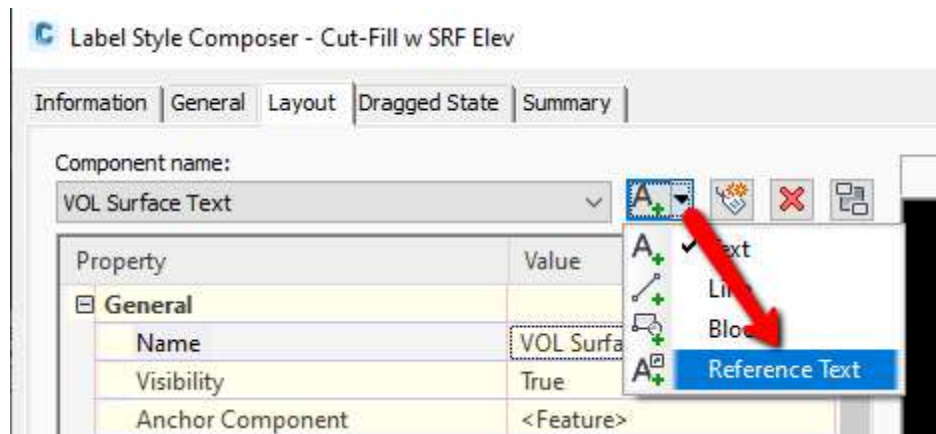 Label Style Composer - Cut-Fill w SRF Elev
Information General Layout Dragged State Summary
Component name:
VOL Surface Text
Property Value
General
Name VOL Surfa
Visibility True
Anchor Component <Feature>
Reference Text